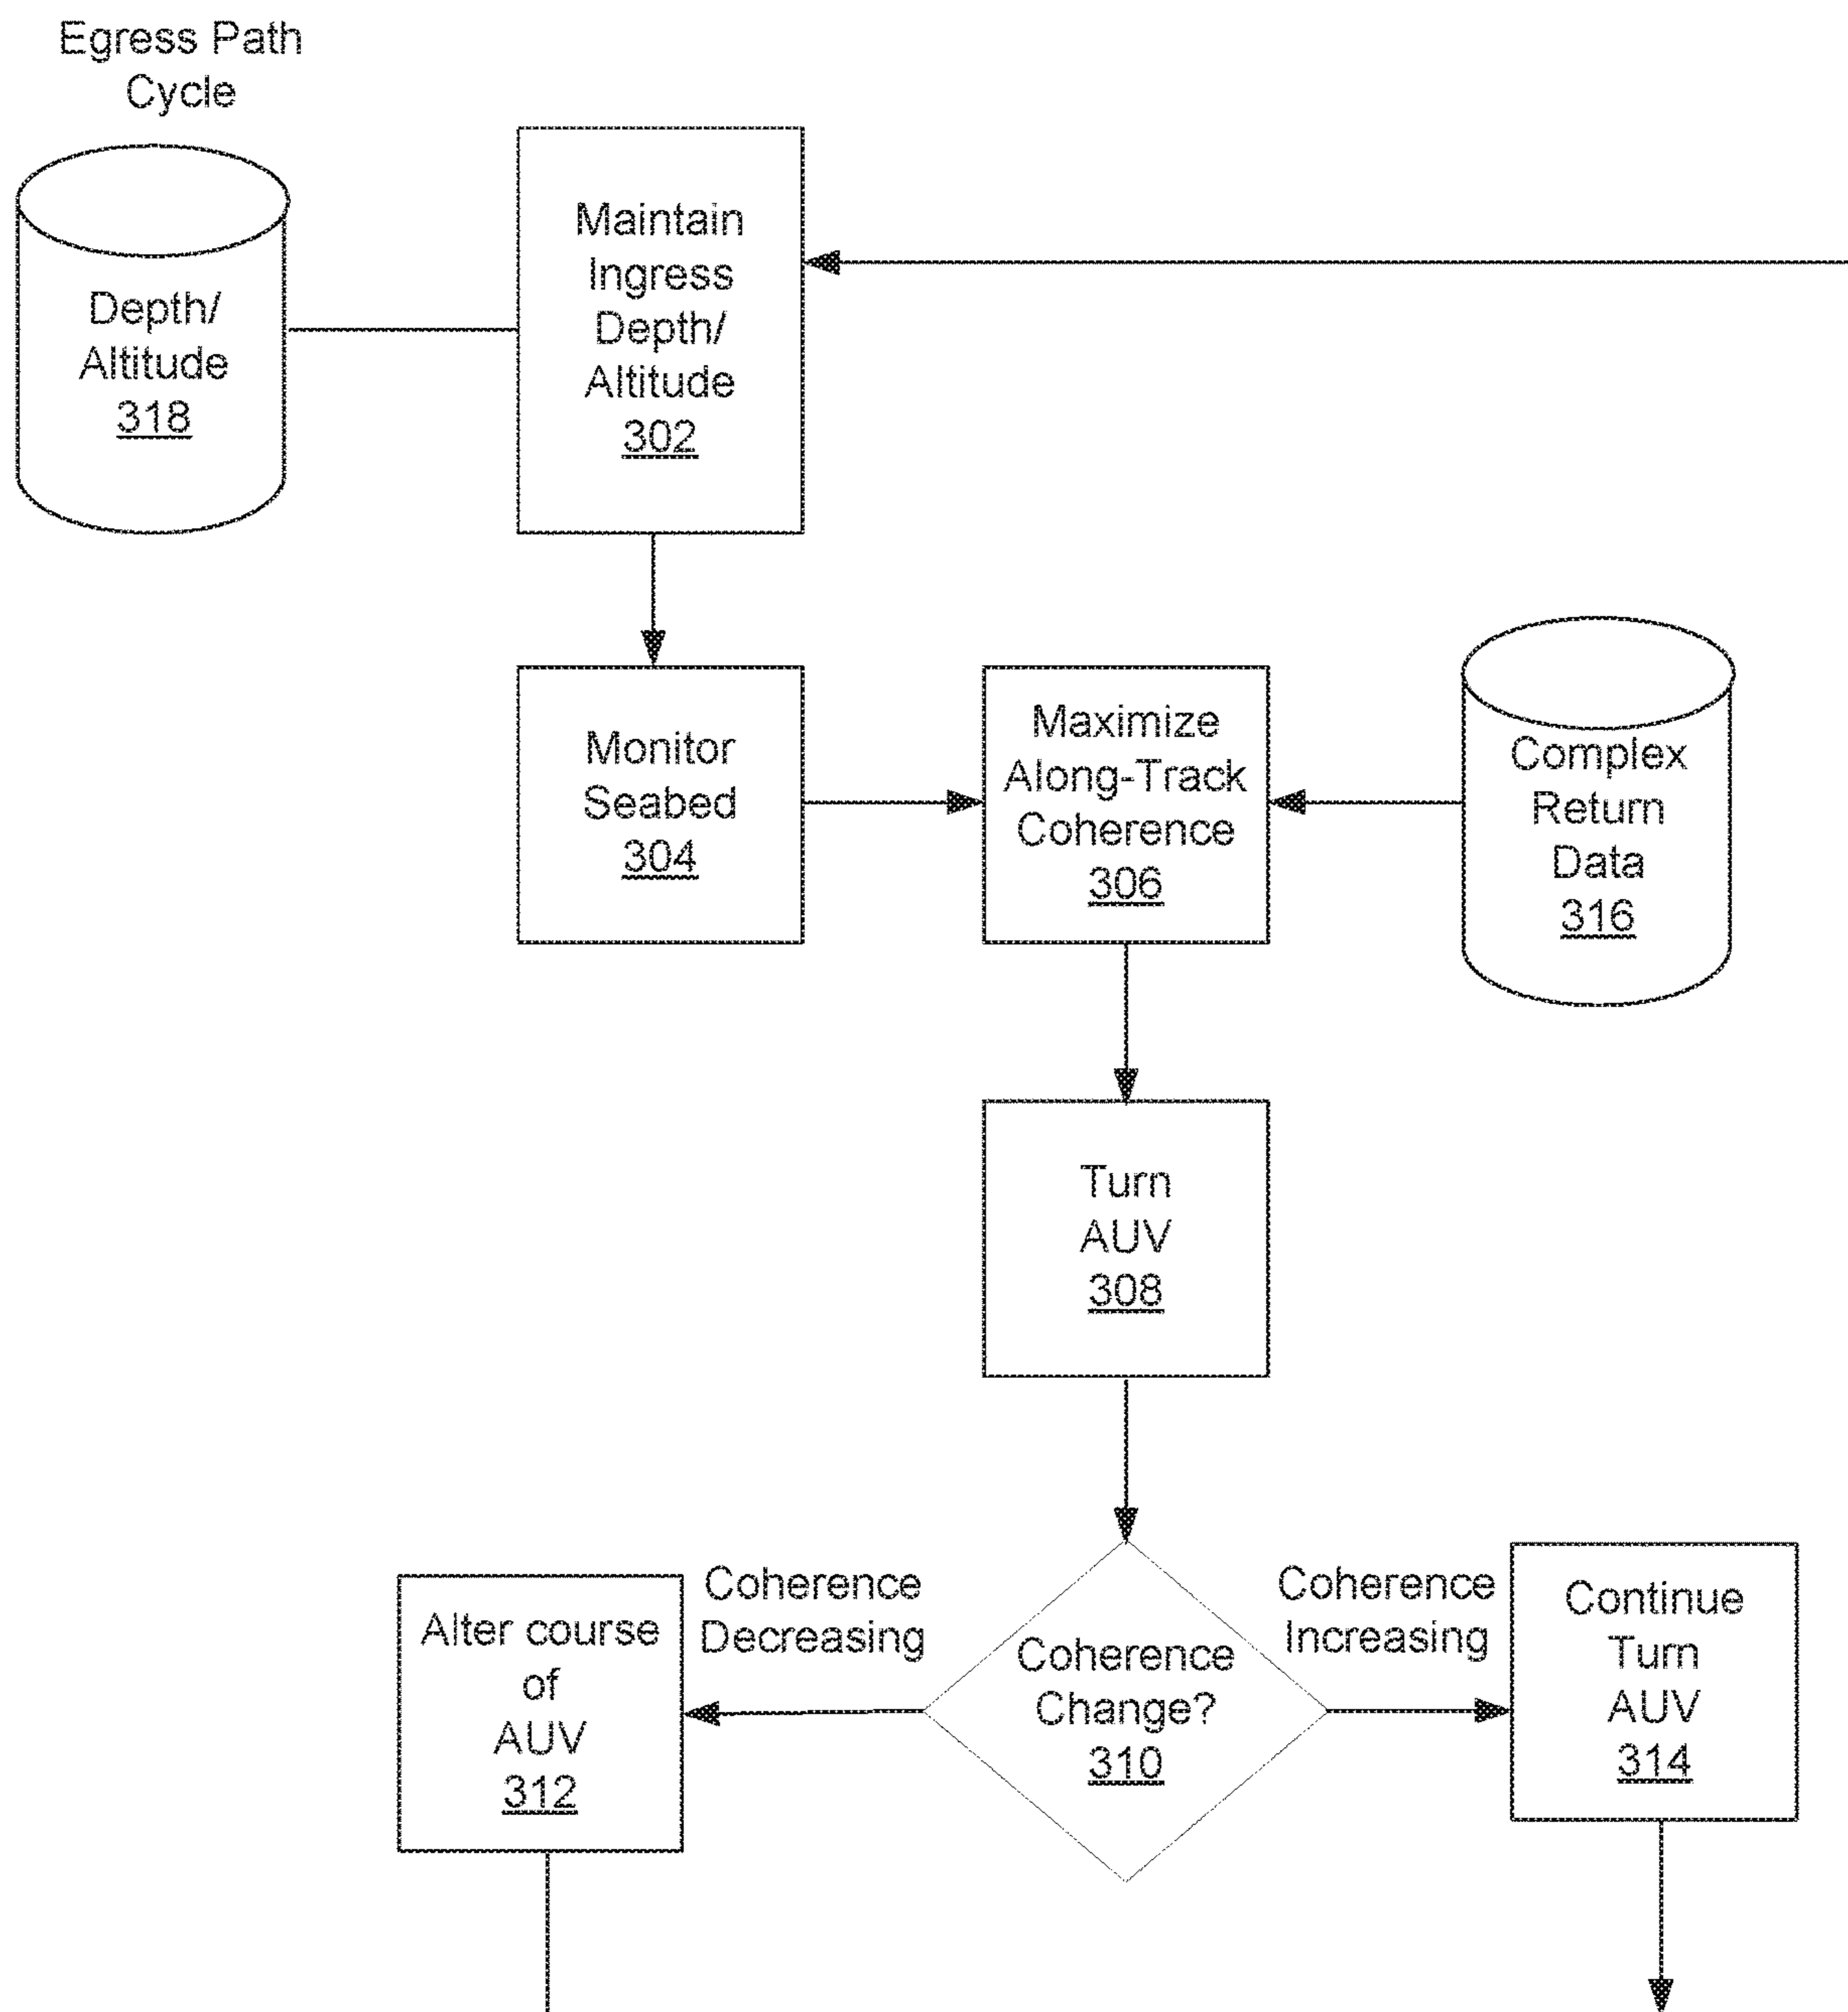 Egress Path
Cycle
Depth/
Altitude
318
Maintain
Ingress
Depth/
Altitude
302
Monitor
Seabed
304
Maximize
Along-Track
Coherence
306
Complex
Return
Data
316
Turn
AUV
308
Alter course
of
AUV
312
Coherence
Decreasing
Coherence
Change?
310
Coherence
Increasing
Continue
Turn
AUV
314